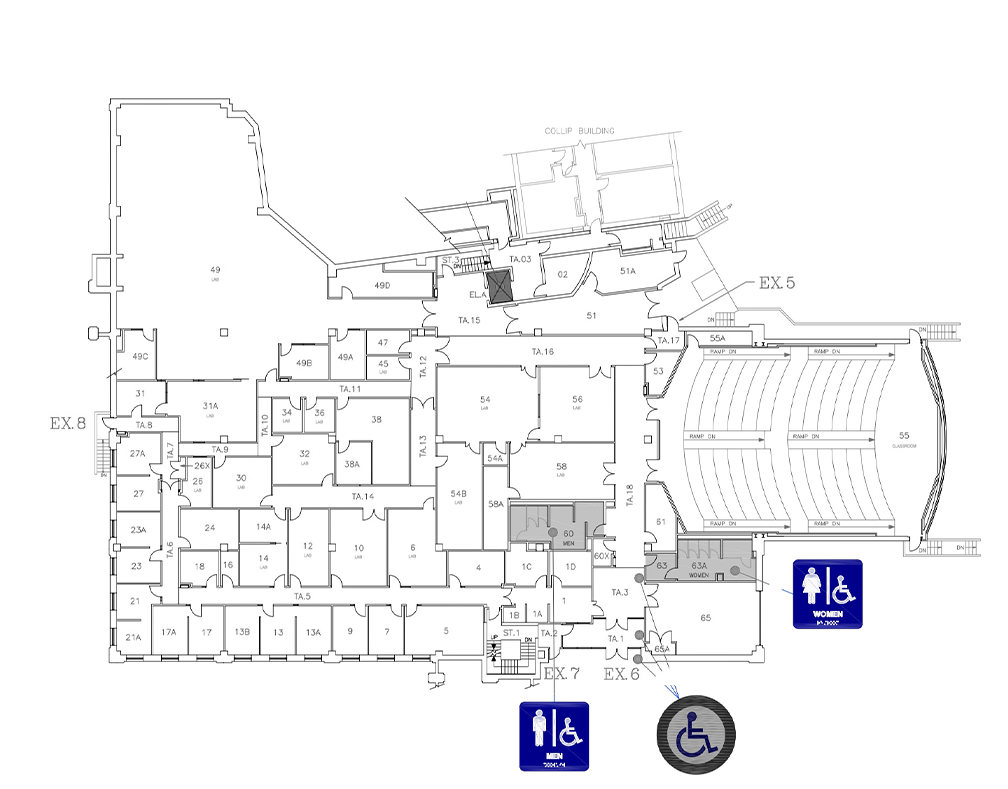 COLLIP BUILDING
UP
ST.3
DN
TA.03
02
51A
49
LAB
49D
EL.A
EX.5
TA.15
51
DN
DN
TA.17
55A
49C
49B
49A
47
45
LAB
TA.12
TA.16
53
RAMP DN
RAMP DN
31
31A
LAB
TA.11
54
LAB
56
LAB
EX.8
TA.8
34
LAB
36
LAB
38
TA.10
TA.13
RAMP DN
RAMP DN
55
CLASSROOM
27A
TA.7
TA.9
26X
32
LAB
38A
54A
58
LAB
DN
27
LAB
30
LAB
TA.14
54B
LAB
58A
TA.18
23A
24
14A
12
LAB
10
LAB
6
LAB
60
MEN
61
RAMP DN
RAMP DN
TA.6
23
18
16
14
LAB
4
1C
1D
60X
63
63A
WOMEN
DN
DN
21
TA.5
1B
1A
1
TA.3
65
WOMEN
21A
17A
17
13B
13
13A
9
7
5
ST.1
UP
DN
TA.2
TA.1
65A
EX.7
EX.6
MEN